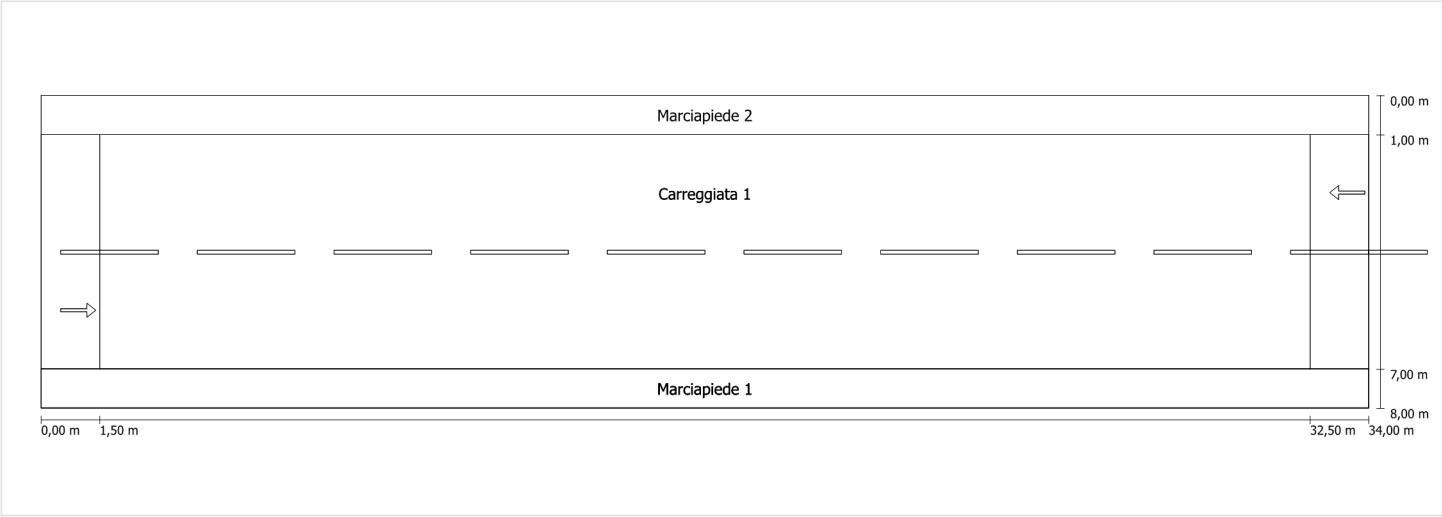 Marciapiede 2
0,00 m
1,00 m
Carreggiata 1
Marciapiede 1
7,00 m
8,00 m
0,00 m
1,50 m
32,50 m
34,00 m